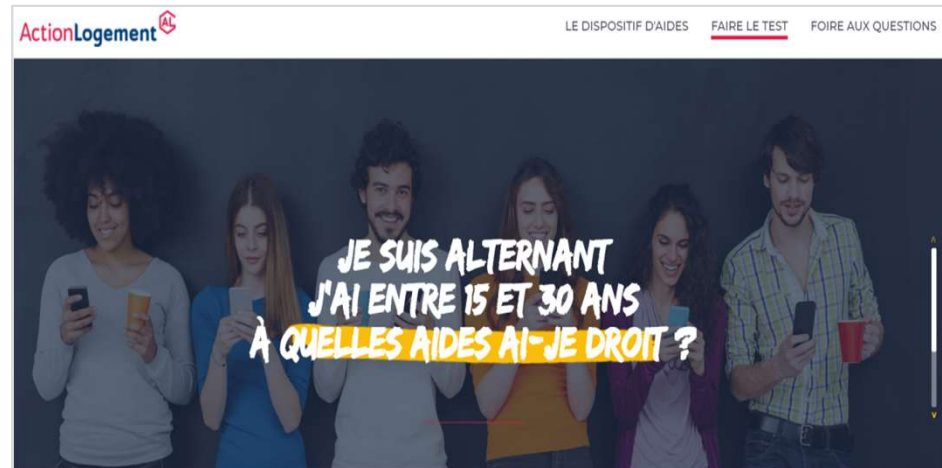 ActionLogement AL
LE DISPOSITIF D'AIDES FAIRE LE TEST FOIRE AUX QUESTIONS
JE SUIS ALTERNANT
J'AI ENTRE 15 ET 30 ANS
À QUELLES AIDES AI-JE DROIT ?